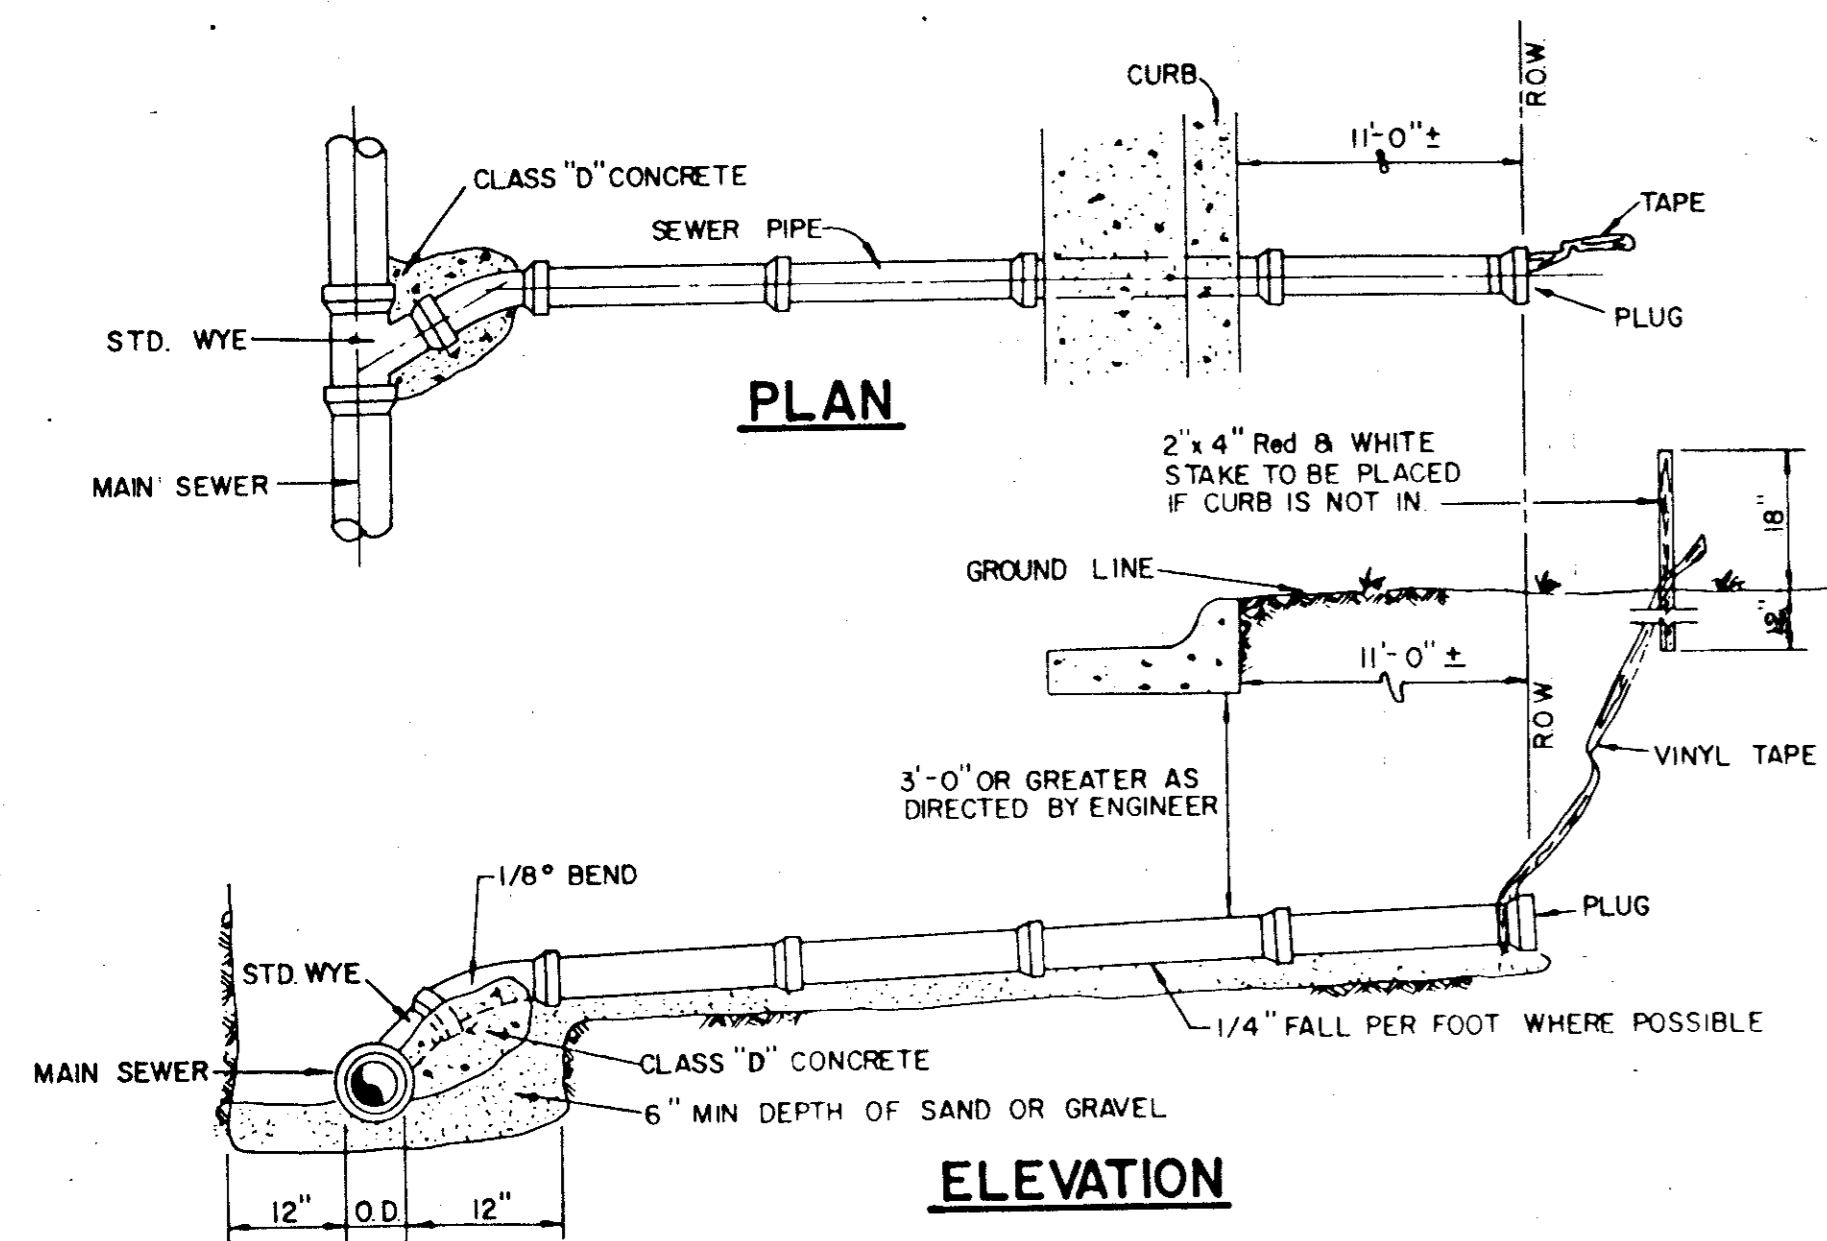 CURB
R.O.W.
11'-0" ±
CLASS "D" CONCRETE
TAPE
SEWER PIPE
STD. WYE
PLUG
PLAN
MAIN SEWER
2"x 4" Red & WHITE
STAKE TO BE PLACED
IF CURB IS NOT IN.
18"
GROUND LINE
11'-0" ±
R.O.W.
VINYL TAPE
3'-0" OR GREATER AS
DIRECTED BY ENGINEER
1/8° BEND
PLUG
STD. WYE
1/4" FALL PER FOOT WHERE POSSIBLE
CLASS "D" CONCRETE
MAIN SEWER
6" MIN DEPTH OF SAND OR GRAVEL
ELEVATION
12"
O.D.
12"